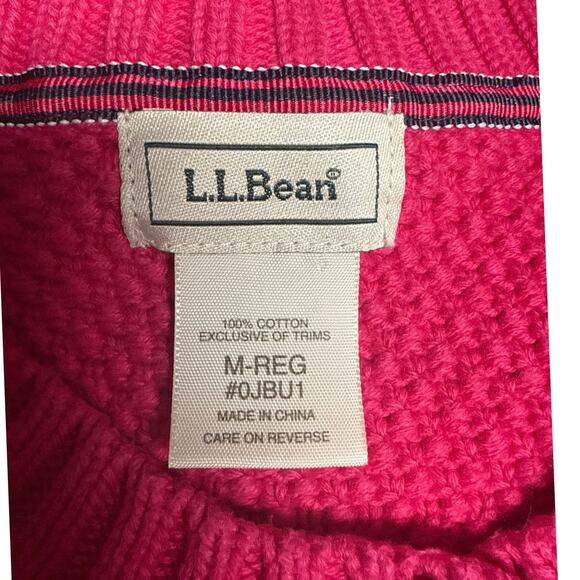 L.L.Bean®
100% COTTON
EXCLUSIVE OF TRIMS
M-REG
#0JBU1
MADE IN CHINA
CARE ON REVERSE